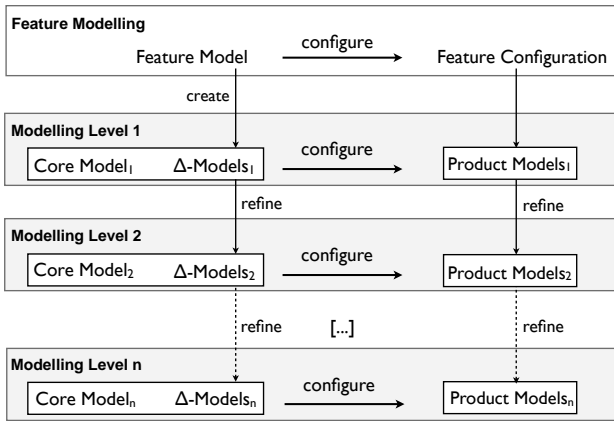 Feature Modelling
Feature Model configure Feature Configuration
create
Modelling Level 1
Core Model₁ Δ-Models₁ configure Product Models₁
refine refine
Modelling Level 2
Core Model₂ Δ-Models₂ configure Product Models₂
refine [...] refine
Modelling Level n
Core Modelₙ Δ-Modelsₙ configure Product Modelsₙ